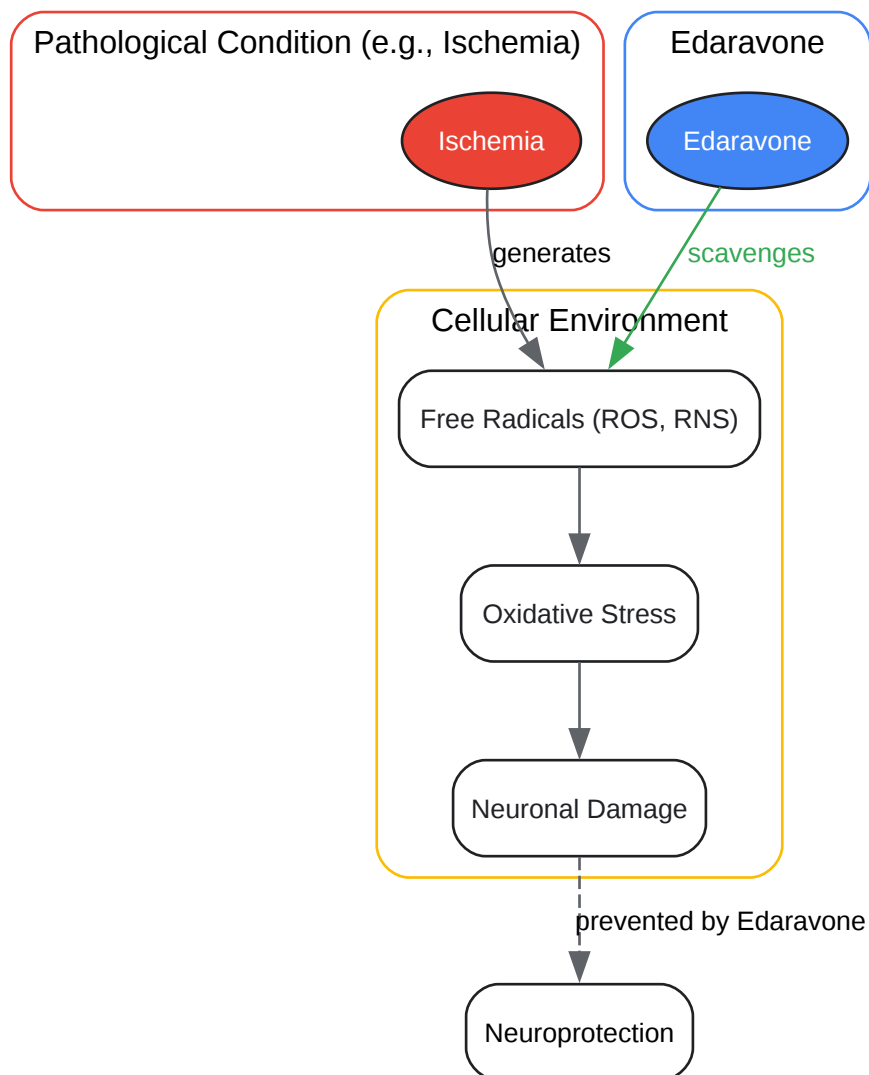 Pathological Condition (e.g., Ischemia)
Edaravone
Ischemia
Edaravone
generates
scavenges
Cellular Environment
Free Radicals (ROS, RNS)
Oxidative Stress
Neuronal Damage
prevented by Edaravone
Neuroprotection